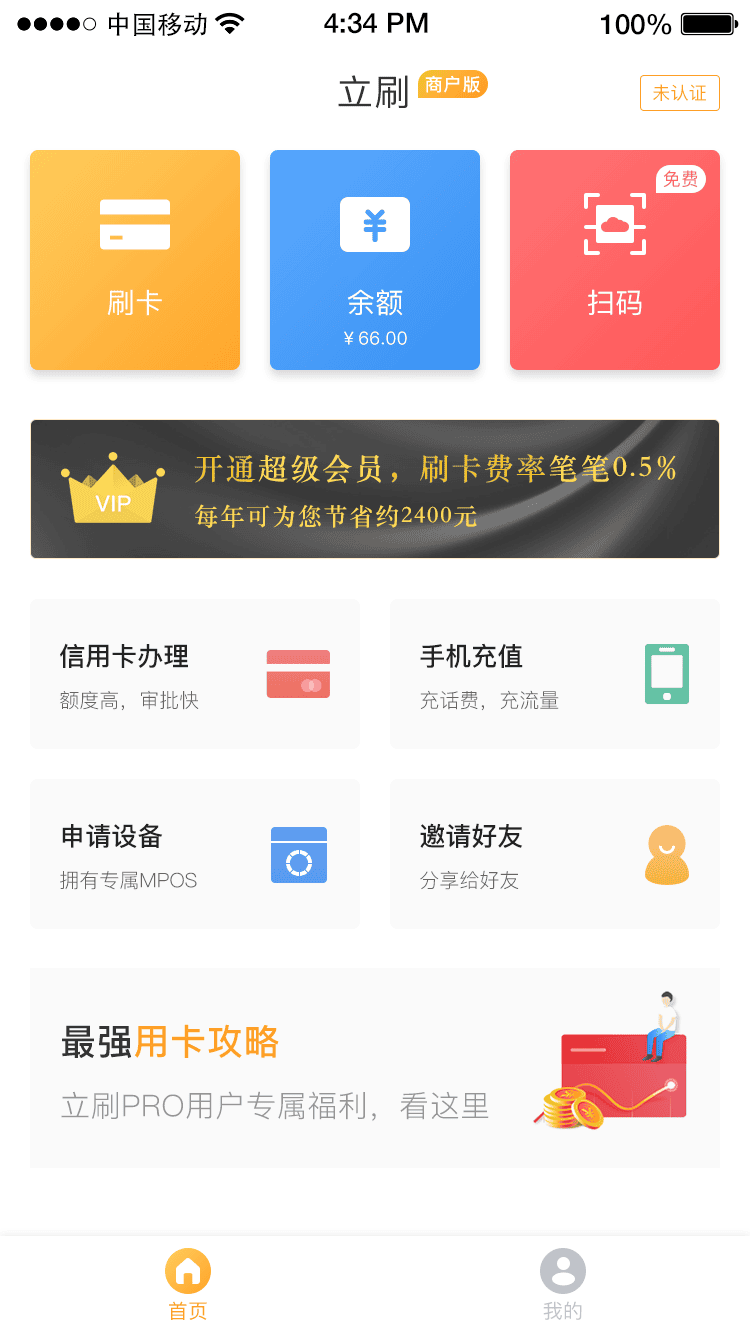 中国移动 4:34 PM 100%
立刷 商户版 未认证
免费
刷卡 余额 扫码
¥ 66.00
开通超级会员，刷卡费率笔笔0.5%
VIP
每年可为您节省约2400元
信用卡办理 手机充值
额度高，审批快 充话费，充流量
申请设备 邀请好友
拥有专属MPOS 分享给好友
最强用卡攻略
立刷PRO用户专属福利，看这里
首页 我的